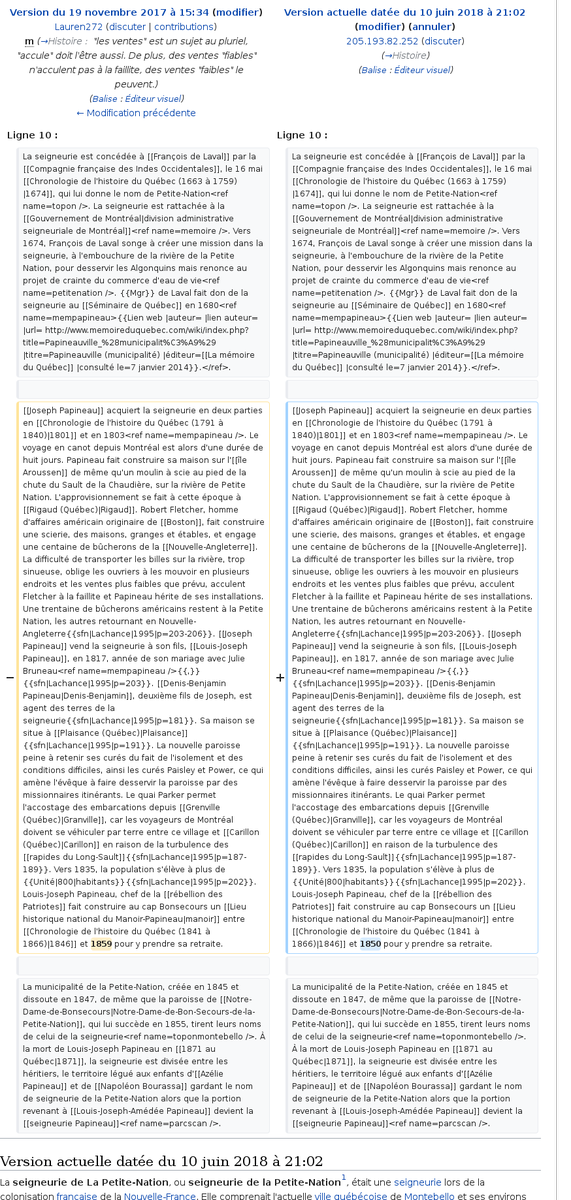 Version du 19 novembre 2017 à 15:34 (modifier)
Lauren272 (discuter | contributions)
m (→Histoire : "les ventes" est un sujet au pluriel,
"accule" doit l'être aussi. De plus, des ventes "fiables"
n'acculent pas à la faillite, des ventes "faibles" le
peuvent.)
(Balise : Éditeur visuel)
← Modification précédente
Version actuelle datée du 10 juin 2018 à 21:02
(modifier) (annuler)
205.193.82.252 (discuter)
(→Histoire)
(Balise : Éditeur visuel)
Ligne 10 :
La seigneurie est concédée à [[François de Laval]] par la
[[Compagnie française des Indes Occidentales]], le 16 mai
[[Chronologie de l'histoire du Québec (1663 à 1759)
|1674]], qui lui donne le nom de Petite-Nation<ref
name=topon />. La seigneurie est rattachée à la
[[Gouvernement de Montréal|division administrative
seigneuriale de Montréal]]<ref name=memoire />. Vers
1674, François de Laval songe à créer une mission dans la
seigneurie, à l'embouchure de la rivière de la Petite
Nation, pour desservir les Algonquins mais renonce au
projet de crainte du commerce d'eau de vie<ref
name=petitenation />. {{Mgr}} de Laval fait don de la
seigneurie au [[Séminaire de Québec]] en 1680<ref
name=mempapineau>{{Lien web |auteur= |lien auteur=
|url= http://www.memoireduquebec.com/wiki/index.php?
title=Papineauville_%28municipalit%C3%A9%29
|titre=Papineauville (municipalité) |éditeur=[[La mémoire
du Québec]] |consulté le=7 janvier 2014}}.</ref>.
− [[Joseph Papineau]] acquiert la seigneurie en deux parties
en [[Chronologie de l'histoire du Québec (1791 à
1840)|1801]] et en 1803<ref name=mempapineau />. Le
voyage en canot depuis Montréal est alors d'une durée de
huit jours. Papineau fait construire sa maison sur l'[[île
Aroussen]] de même qu'un moulin à scie au pied de la
chute du Sault de la Chaudière, sur la rivière de Petite
Nation. L'approvisionnement se fait à cette époque à
[[Rigaud (Québec)|Rigaud]]. Robert Fletcher, homme
d'affaires américain originaire de [[Boston]], fait construire
une scierie, des maisons, granges et étables, et engage
une centaine de bûcherons de la [[Nouvelle-Angleterre]].
La difficulté de transporter les billes sur la rivière, trop
sinueuse, oblige les ouvriers à les mouvoir en plusieurs
endroits et les ventes plus faibles que prévu, acculent
Fletcher à la faillite et Papineau hérite de ses installations.
Une trentaine de bûcherons américains restent à la Petite
Nation, les autres retournant en Nouvelle-
Angleterre{{sfn|Lachance|1995|p=203-206}}. [[Joseph
Papineau]] vend la seigneurie à son fils, [[Louis-Joseph
Papineau]], en 1817, année de son mariage avec Julie
Bruneau<ref name=mempapineau />{{,}}
{{sfn|Lachance|1995|p=203}}. [[Denis-Benjamin
Papineau|Denis-Benjamin]], deuxième fils de Joseph, est
agent des terres de la
seigneurie{{sfn|Lachance|1995|p=181}}. Sa maison se
situe à [[Plaisance (Québec)|Plaisance]]
{{sfn|Lachance|1995|p=191}}. La nouvelle paroisse
peine à retenir ses curés du fait de l'isolement et des
conditions difficiles, ainsi les curés Paisley et Power, ce qui
amène l'évêque à faire desservir la paroisse par des
missionnaires itinérants. Le quai Parker permet
l'accostage des embarcations depuis [[Grenville
(Québec)|Granville]], car les voyageurs de Montréal
doivent se véhiculer par terre entre ce village et [[Carillon
(Québec)|Carillon]] en raison de la turbulence des
[[rapides du Long-Sault]]{{sfn|Lachance|1995|p=187-
189}}. Vers 1835, la population s'élève à plus de
{{Unité|800|habitants}}{{sfn|Lachance|1995|p=202}}.
Louis-Joseph Papineau, chef de la [[rébellion des
Patriotes]] fait construire au cap Bonsecours un [[Lieu
historique national du Manoir-Papineau|manoir]] entre
[[Chronologie de l'histoire du Québec (1841 à
1866)|1846]] et 1859 pour y prendre sa retraite.
La municipalité de la Petite-Nation, créée en 1845 et
dissoute en 1847, de même que la paroisse de [[Notre-
Dame-de-Bonsecours|Notre-Dame-de-Bon-Secours-de-la-
Petite-Nation]], qui lui succède en 1855, tirent leurs noms
de celui de la seigneurie<ref name=toponmontebello />. À
la mort de Louis-Joseph Papineau en [[1871 au
Québec|1871]], la seigneurie est divisée entre les
héritiers, le territoire légué aux enfants d'[[Azélie
Papineau]] et de [[Napoléon Bourassa]] gardant le nom
de seigneurie de la Petite-Nation alors que la portion
revenant à [[Louis-Joseph-Amédée Papineau]] devient la
[[seigneurie Papineau]]<ref name=parcscan />.
Ligne 10 :
La seigneurie est concédée à [[François de Laval]] par la
[[Compagnie française des Indes Occidentales]], le 16 mai
[[Chronologie de l'histoire du Québec (1663 à 1759)
|1674]], qui lui donne le nom de Petite-Nation<ref
name=topon />. La seigneurie est rattachée à la
[[Gouvernement de Montréal|division administrative
seigneuriale de Montréal]]<ref name=memoire />. Vers
1674, François de Laval songe à créer une mission dans la
seigneurie, à l'embouchure de la rivière de la Petite
Nation, pour desservir les Algonquins mais renonce au
projet de crainte du commerce d'eau de vie<ref
name=petitenation />. {{Mgr}} de Laval fait don de la
seigneurie au [[Séminaire de Québec]] en 1680<ref
name=mempapineau>{{Lien web |auteur= |lien auteur=
|url= http://www.memoireduquebec.com/wiki/index.php?
title=Papineauville_%28municipalit%C3%A9%29
|titre=Papineauville (municipalité) |éditeur=[[La mémoire
du Québec]] |consulté le=7 janvier 2014}}.</ref>.
+ [[Joseph Papineau]] acquiert la seigneurie en deux parties
en [[Chronologie de l'histoire du Québec (1791 à
1840)|1801]] et en 1803<ref name=mempapineau />. Le
voyage en canot depuis Montréal est alors d'une durée de
huit jours. Papineau fait construire sa maison sur l'[[île
Aroussen]] de même qu'un moulin à scie au pied de la
chute du Sault de la Chaudière, sur la rivière de Petite
Nation. L'approvisionnement se fait à cette époque à
[[Rigaud (Québec)|Rigaud]]. Robert Fletcher, homme
d'affaires américain originaire de [[Boston]], fait construire
une scierie, des maisons, granges et étables, et engage
une centaine de bûcherons de la [[Nouvelle-Angleterre]].
La difficulté de transporter les billes sur la rivière, trop
sinueuse, oblige les ouvriers à les mouvoir en plusieurs
endroits et les ventes plus faibles que prévu, acculent
Fletcher à la faillite et Papineau hérite de ses installations.
Une trentaine de bûcherons américains restent à la Petite
Nation, les autres retournant en Nouvelle-
Angleterre{{sfn|Lachance|1995|p=203-206}}. [[Joseph
Papineau]] vend la seigneurie à son fils, [[Louis-Joseph
Papineau]], en 1817, année de son mariage avec Julie
Bruneau<ref name=mempapineau />{{,}}
{{sfn|Lachance|1995|p=203}}. [[Denis-Benjamin
Papineau|Denis-Benjamin]], deuxième fils de Joseph, est
agent des terres de la
seigneurie{{sfn|Lachance|1995|p=181}}. Sa maison se
situe à [[Plaisance (Québec)|Plaisance]]
{{sfn|Lachance|1995|p=191}}. La nouvelle paroisse
peine à retenir ses curés du fait de l'isolement et des
conditions difficiles, ainsi les curés Paisley et Power, ce qui
amène l'évêque à faire desservir la paroisse par des
missionnaires itinérants. Le quai Parker permet
l'accostage des embarcations depuis [[Grenville
(Québec)|Granville]], car les voyageurs de Montréal
doivent se véhiculer par terre entre ce village et [[Carillon
(Québec)|Carillon]] en raison de la turbulence des
[[rapides du Long-Sault]]{{sfn|Lachance|1995|p=187-
189}}. Vers 1835, la population s'élève à plus de
{{Unité|800|habitants}}{{sfn|Lachance|1995|p=202}}.
Louis-Joseph Papineau, chef de la [[rébellion des
Patriotes]] fait construire au cap Bonsecours un [[Lieu
historique national du Manoir-Papineau|manoir]] entre
[[Chronologie de l'histoire du Québec (1841 à
1866)|1846]] et 1850 pour y prendre sa retraite.
La municipalité de la Petite-Nation, créée en 1845 et
dissoute en 1847, de même que la paroisse de [[Notre-
Dame-de-Bonsecours|Notre-Dame-de-Bon-Secours-de-la-
Petite-Nation]], qui lui succède en 1855, tirent leurs noms
de celui de la seigneurie<ref name=toponmontebello />.
À la mort de Louis-Joseph Papineau en [[1871 au
Québec|1871]], la seigneurie est divisée entre les
héritiers, le territoire légué aux enfants d'[[Azélie
Papineau]] et de [[Napoléon Bourassa]] gardant le nom
de seigneurie de la Petite-Nation alors que la portion
revenant à [[Louis-Joseph-Amédée Papineau]] devient la
[[seigneurie Papineau]]<ref name=parcscan />.
Version actuelle datée du 10 juin 2018 à 21:02
La seigneurie de La Petite-Nation, ou seigneurie de la Petite-Nation1, était une seigneurie lors de la
colonisation française de la Nouvelle-France. Elle comprenait l'actuelle ville québécoise de Montebello et ses environs